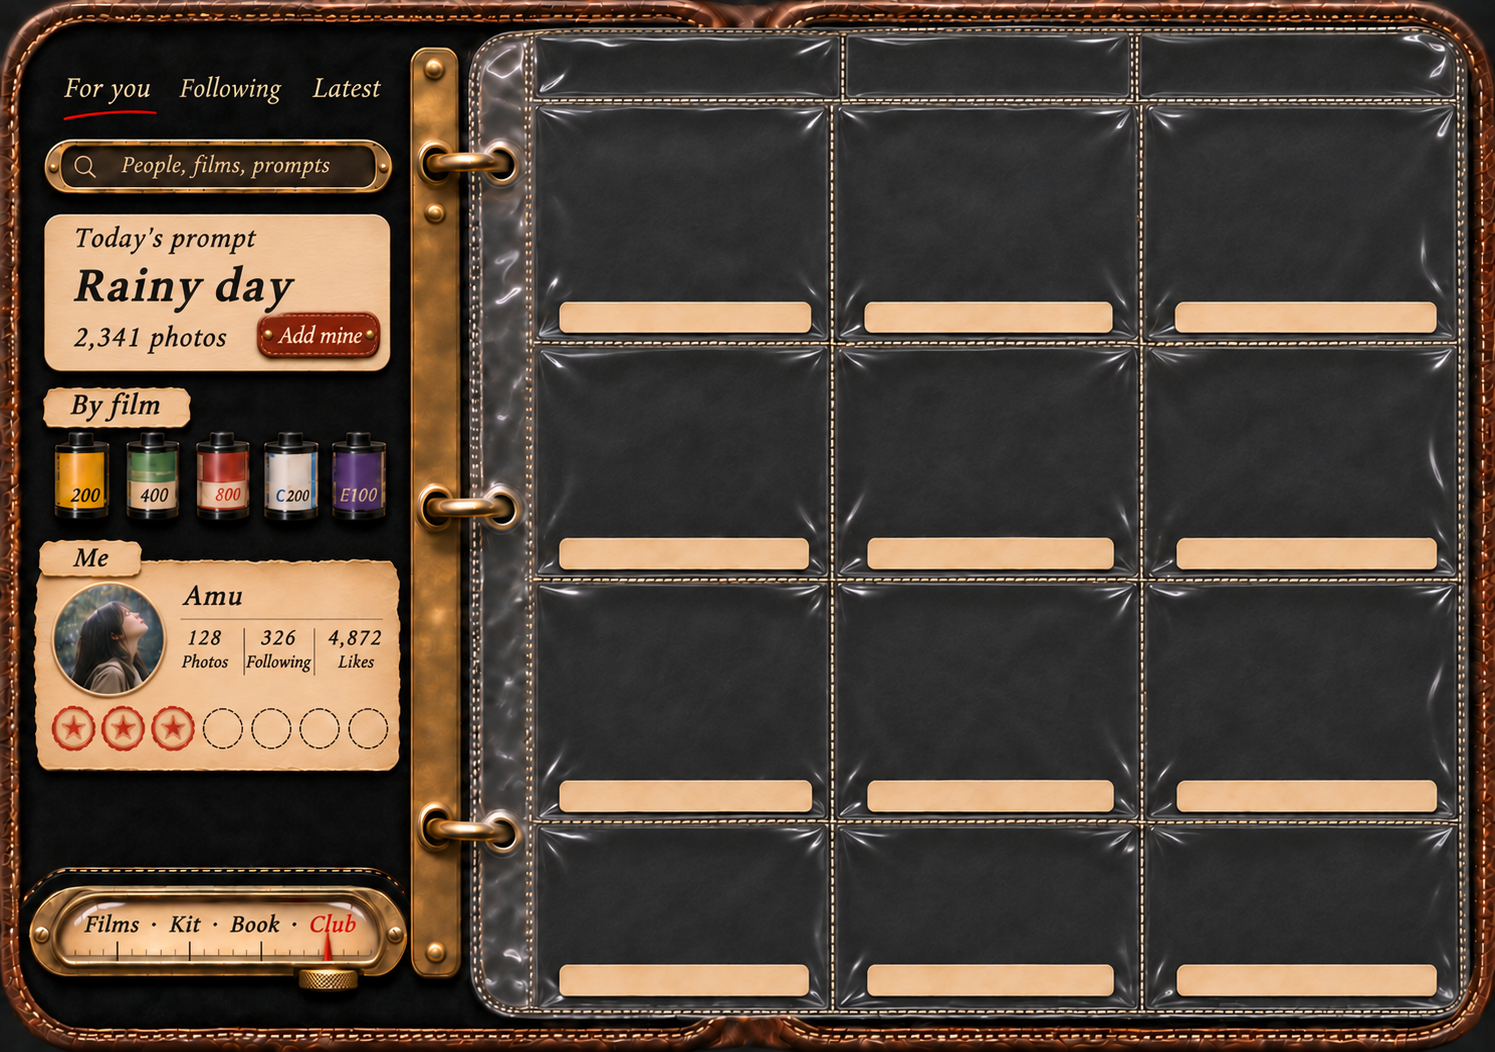 For you Following Latest
People, films, prompts
Today's prompt
Rainy day
2,341 photos
Add mine
By film
200 400 800 C200 E100
Me
Amu
128 326 4,872
Photos Following Likes
Films · Kit · Book · Club